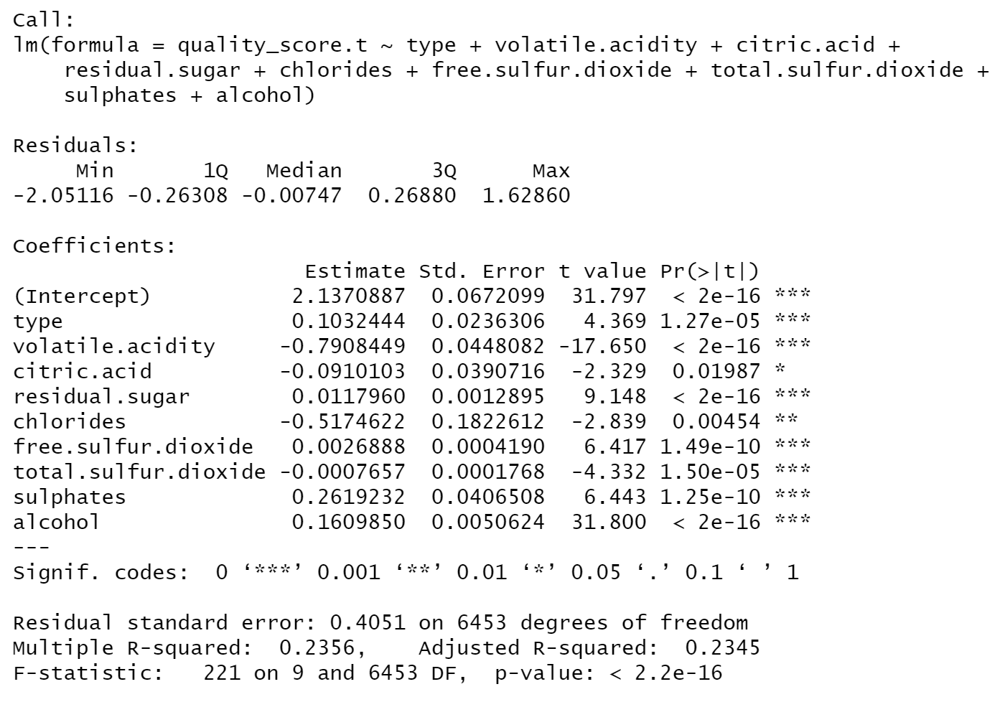 Call:
lm(formula = quality_score.t ~ type + volatile.acidity + citric.acid +
    residual.sugar + chlorides + free.sulfur.dioxide + total.sulfur.dioxide +
    sulphates + alcohol)

Residuals:
     Min       1Q   Median       3Q      Max
-2.05116 -0.26308 -0.00747  0.26880  1.62860

Coefficients:
                       Estimate Std. Error t value Pr(>|t|)
(Intercept)           2.1370887  0.0672099  31.797  < 2e-16 ***
type                  0.1032444  0.0236306   4.369 1.27e-05 ***
volatile.acidity     -0.7908449  0.0448082 -17.650  < 2e-16 ***
citric.acid          -0.0910103  0.0390716  -2.329  0.01987 *
residual.sugar        0.0117960  0.0012895   9.148  < 2e-16 ***
chlorides            -0.5174622  0.1822612  -2.839  0.00454 **
free.sulfur.dioxide   0.0026888  0.0004190   6.417 1.49e-10 ***
total.sulfur.dioxide -0.0007657  0.0001768  -4.332 1.50e-05 ***
sulphates             0.2619232  0.0406508   6.443 1.25e-10 ***
alcohol               0.1609850  0.0050624  31.800  < 2e-16 ***
---
Signif. codes:  0 ‘***’ 0.001 ‘**’ 0.01 ‘*’ 0.05 ‘.’ 0.1 ‘ ’ 1

Residual standard error: 0.4051 on 6453 degrees of freedom
Multiple R-squared:  0.2356,    Adjusted R-squared:  0.2345
F-statistic:   221 on 9 and 6453 DF,  p-value: < 2.2e-16